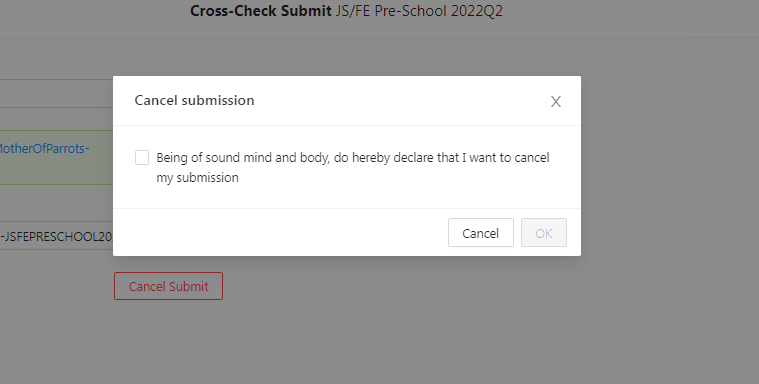 Cross-Check Submit JS/FE Pre-School 2022Q2
Cancel submission
X
MotherOfParrots-
Being of sound mind and body, do hereby declare that I want to cancel
my submission
-JSFEPRESCHOOL20
Cancel OK
Cancel Submit